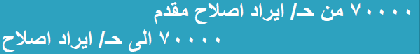 ٧٠٠٠٠ من حـ/ ايراد اصلاح مقدم
٧٠٠٠٠ الى حـ/ ايراد اصلاح